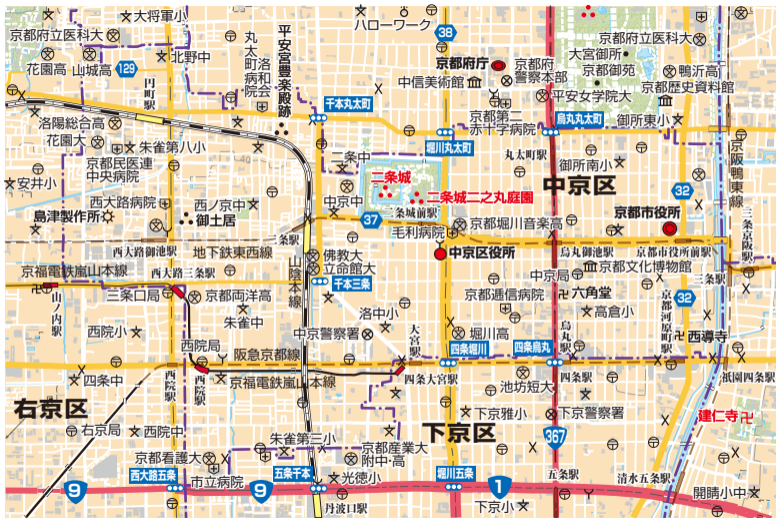 大将軍小
京都府立医科大
花園高
山城高
129
北野中
円町駅
丸太町病院
洛和会
平安宮豊楽殿跡
ハローワーク
38
京都府庁
中信美術館
京都府
警察本部
京都府立医科大
大宮御所
京都御苑
鴨沂高
京都歴史資料館
平安女学院大
御所東小
千本丸太町
京都第二
赤十字病院
堀川丸太町
烏丸丸太町
丸太町駅
洛陽総合高
花園大
朱雀第八小
京都民医連
中央病院
安井小
二条中
二条城
二条城二之丸庭園
御所南小
中京区
32
京阪鴨東線
西大路病院
西ノ京中
御土居
島津製作所
中京中
37
二条城前駅
毛利病院
京都堀川音楽高
京都市役所
三条京阪駅
西大路御池駅
地下鉄東西線
二条駅
中京区役所
烏丸御池駅
京都市役所前駅
京福電鉄嵐山本線
西大路三条駅
山陰本線
佛教大
立命館大
千本三条
中京局
京都文化博物館
三条駅
山ノ内駅
三条口局
京都両洋高
朱雀中
京都逓信病院
六角堂
高倉小
京都河原町駅
32
西導寺
洛中小
西院小
西院局
中京警察署
大宮駅
堀川高
烏丸駅
阪急京都線
四条堀川
四条烏丸
四条中
西院駅
西院駅
京福電鉄嵐山本線
四条大宮駅
池坊短大
四条駅
祇園四条駅
右京区
下京雅小
下京警察署
建仁寺
右京局
西院中
下京区
367
朱雀第三小
京都産業大
附中・高
京都看護大
市立病院
光徳小
清水五条駅
西大路五条
五条千本
堀川五条
五条駅
9
9
1
丹波口駅
下京小
開睛小中